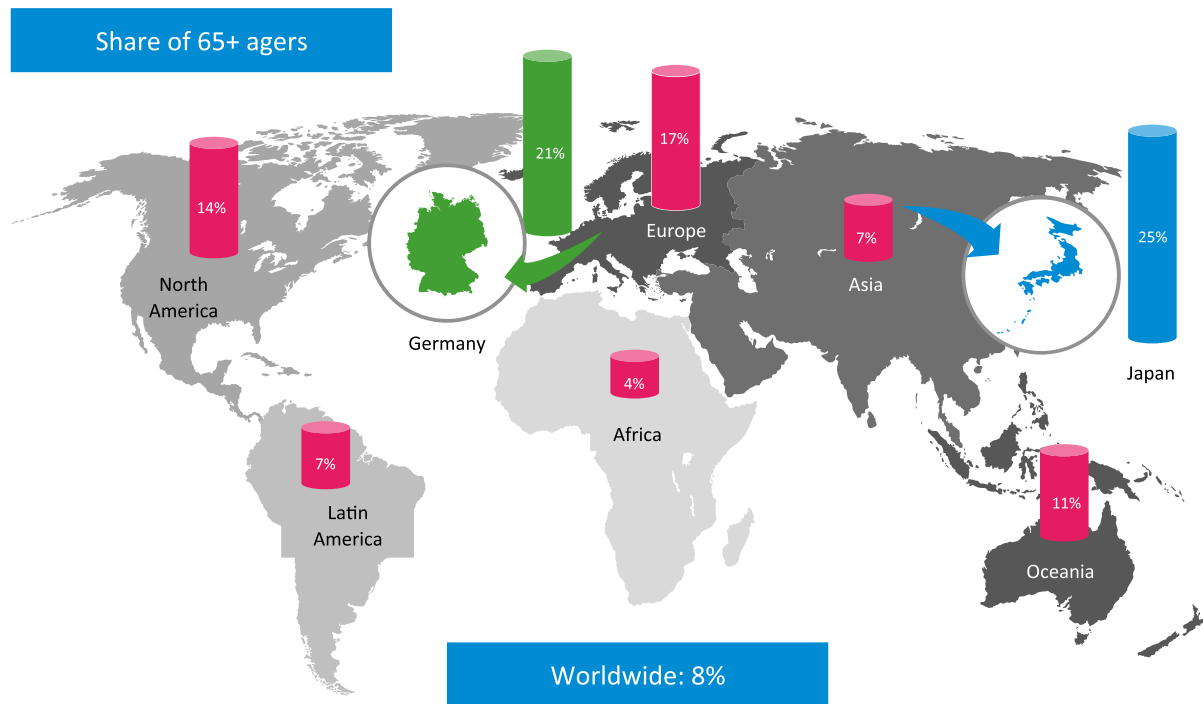 Share of 65+ agers
21%
17%
14%
25%
7%
Europe
Asia
North
America
Germany
Japan
4%
Africa
7%
11%
Latin
America
Oceania
Worldwide: 8%